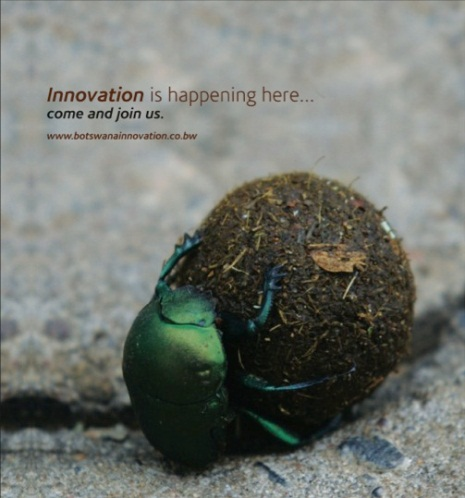 Innovation is happening here...
come and join us.
www.botswanainnovation.co.bw